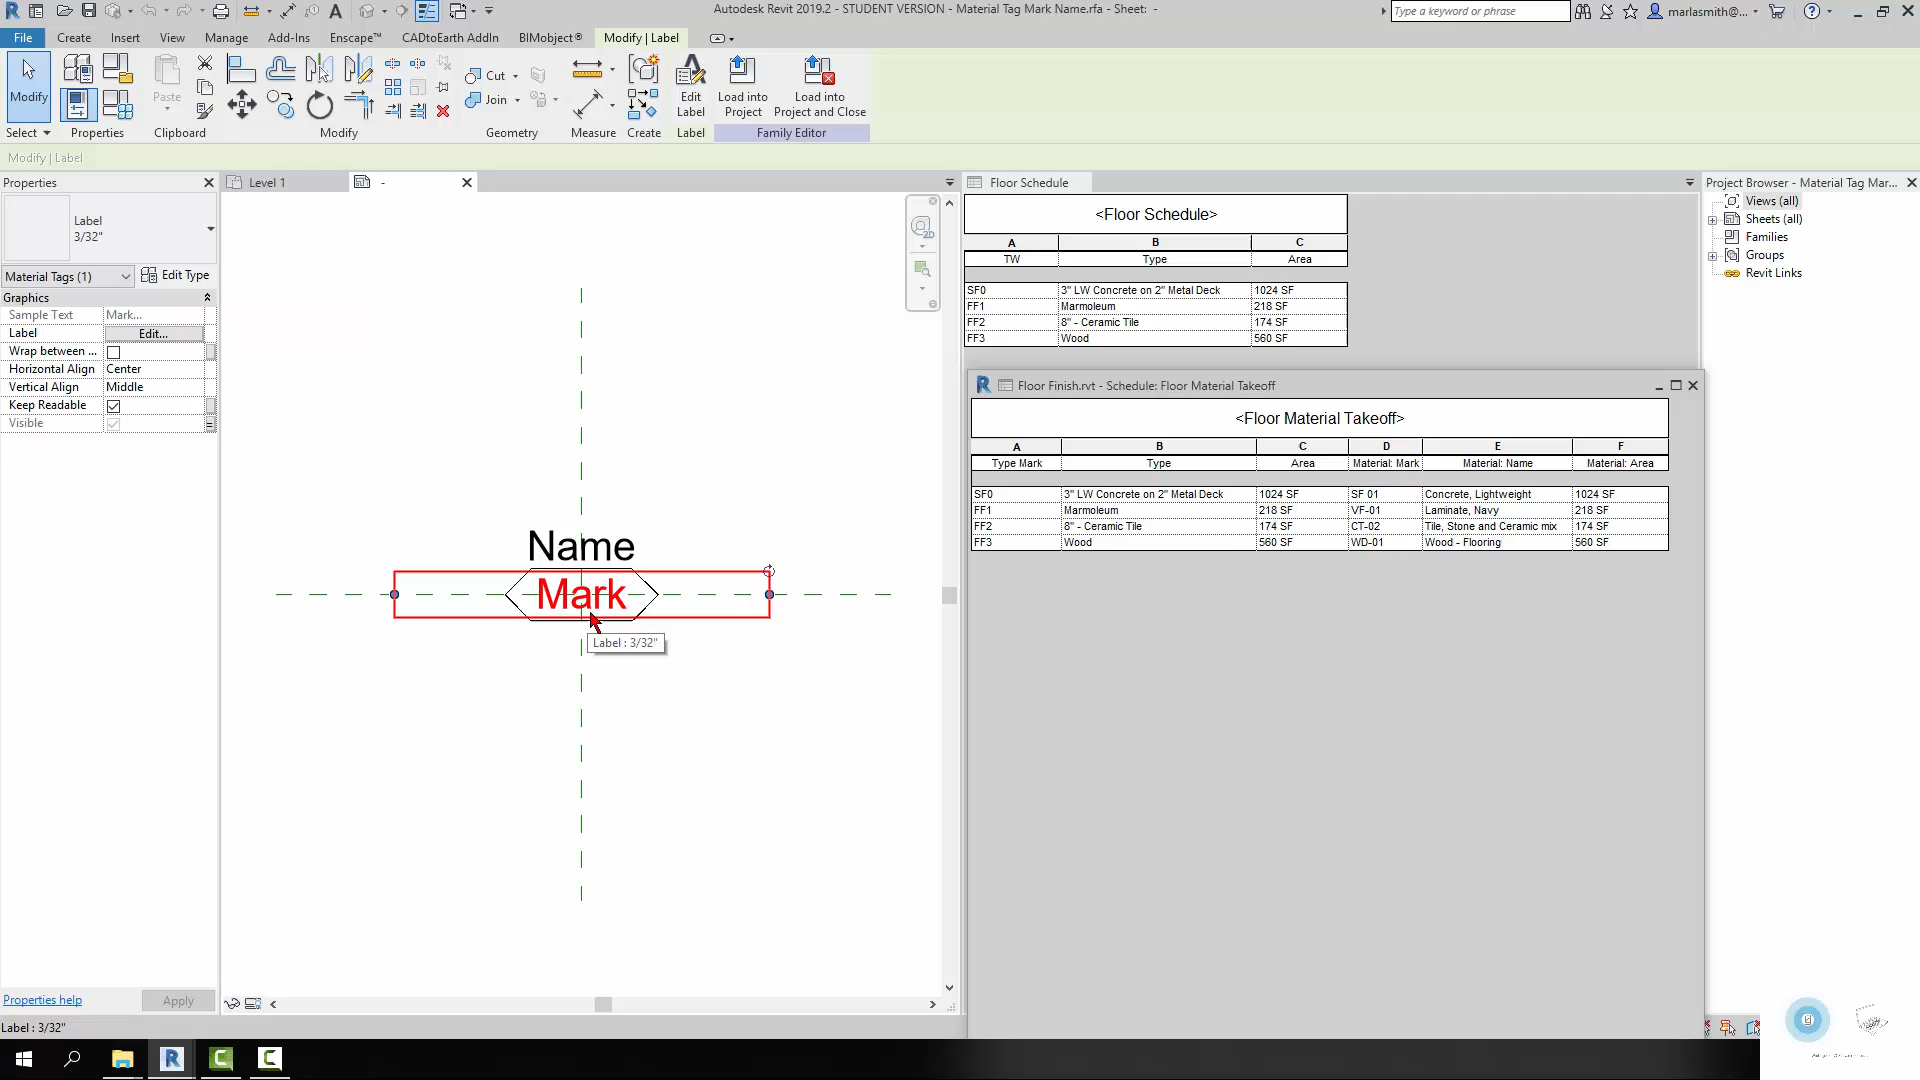 Autodesk Revit 2019.2 - STUDENT VERSION - Material Tag Mark Name.rfa - Sheet: -
Type a keyword or phrase
marlasmith@...
File Create Insert View Manage Add-Ins Enscape™ CADtoEarth AddIn BIMobject® Modify | Label
Modify
Paste
Cut
Join
Edit Label
Load into Project
Load into Project and Close
Select Properties Clipboard Modify Geometry Measure Create Label Family Editor
Modify | Label
Properties
Label
3/32"
Material Tags (1)
Edit Type
Graphics
Sample Text Mark...
Label Edit...
Wrap between ...
Horizontal Align Center
Vertical Align Middle
Keep Readable
Visible
Properties help
Apply
Level 1
-
2D
Name
Mark
Label : 3/32"
Floor Schedule
<Floor Schedule>
A B C
TW Type Area
SF0 3" LW Concrete on 2" Metal Deck 1024 SF
FF1 Marmoleum 218 SF
FF2 8" - Ceramic Tile 174 SF
FF3 Wood 560 SF
Floor Finish.rvt - Schedule: Floor Material Takeoff
<Floor Material Takeoff>
A B C D E F
Type Mark Type Area Material: Mark Material: Name Material: Area
SF0 3" LW Concrete on 2" Metal Deck 1024 SF SF 01 Concrete, Lightweight 1024 SF
FF1 Marmoleum 218 SF VF-01 Laminate, Navy 218 SF
FF2 8" - Ceramic Tile 174 SF CT-02 Tile, Stone and Ceramic mix 174 SF
FF3 Wood 560 SF WD-01 Wood - Flooring 560 SF
Project Browser - Material Tag Mar...
Views (all)
Sheets (all)
Families
Groups
Revit Links
Label : 3/32"